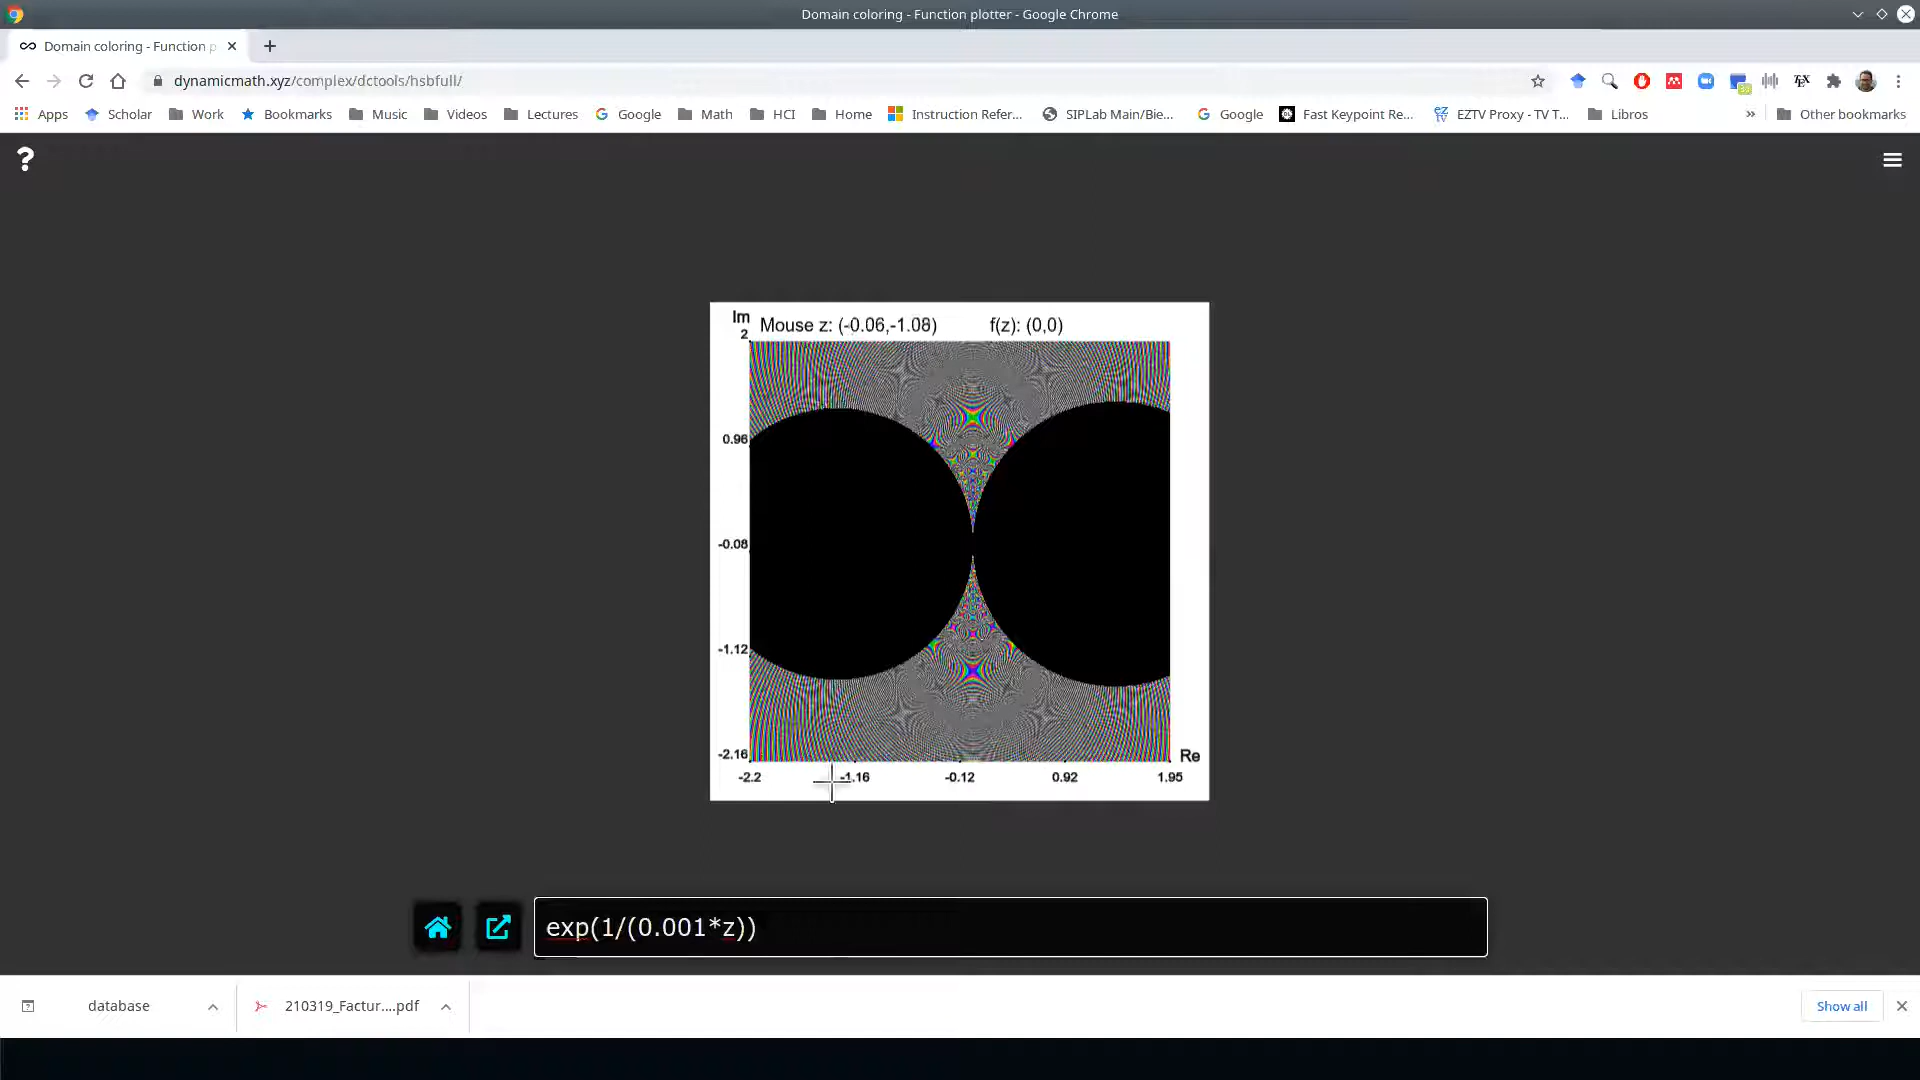 Domain coloring - Function plotter - Google Chrome
Domain coloring - Function p
dynamicmath.xyz/complex/dctools/hsbfull/
Apps Scholar Work Bookmarks Music Videos Lectures Google Math HCI Home Instruction Refer... SIPLab Main/Bie... Google Fast Keypoint Re... EZTV Proxy - TV T... Libros » Other bookmarks
?
Im
Mouse z: (-0.06,-1.08) f(z): (0,0)
2
0.96
-0.08
-1.12
-2.16
Re
-2.2 -1.16 -0.12 0.92 1.95
exp(1/(0.001*z))
database 210319_Factur....pdf Show all